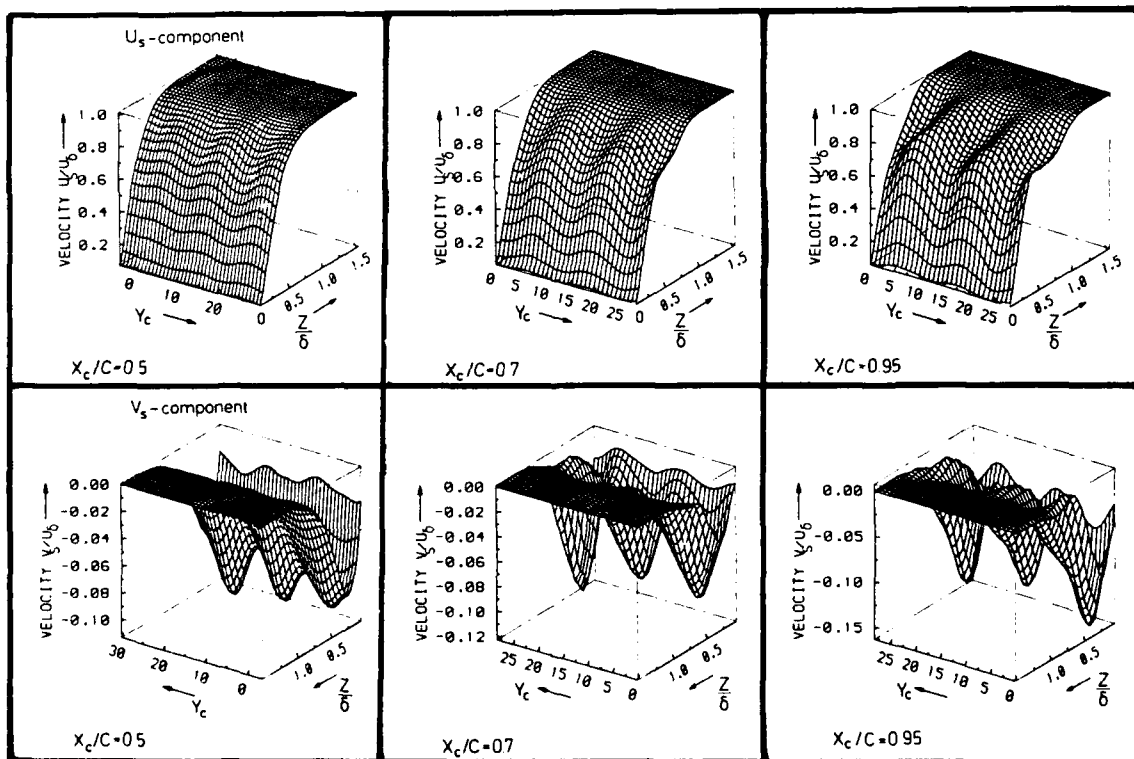 U_s-component
VELOCITY U_s/U_δ
1.0
0.8
0.6
0.4
0.2
0 10 20
Y_c
0 0.5 1.0 1.5
Z/δ
X_c/C=0.5
VELOCITY U_s/U_δ
1.0
0.8
0.6
0.4
0.2
0 5 10 15 20 25
Y_c
0 0.5 1.0 1.5
Z/δ
X_c/C=0.7
VELOCITY U_s/U_δ
1.0
0.8
0.6
0.4
0.2
0 5 10 15 20 25
Y_c
0 0.5 1.0 1.5
Z/δ
X_c/C=0.95
V_s-component
VELOCITY V_s/U_δ
0.00
-0.02
-0.04
-0.06
-0.08
-0.10
30 20 10 0
Y_c
1.0 0.5
Z/δ
X_c/C=0.5
VELOCITY V_s/U_δ
0.00
-0.02
-0.04
-0.06
-0.08
-0.10
-0.12
25 20 15 10 5 0
Y_c
1.0 0.5
Z/δ
X_c/C=0.7
VELOCITY V_s/U_δ
0.00
-0.05
-0.10
-0.15
25 20 15 10 5 0
Y_c
1.0 0.5
Z/δ
X_c/C=0.95